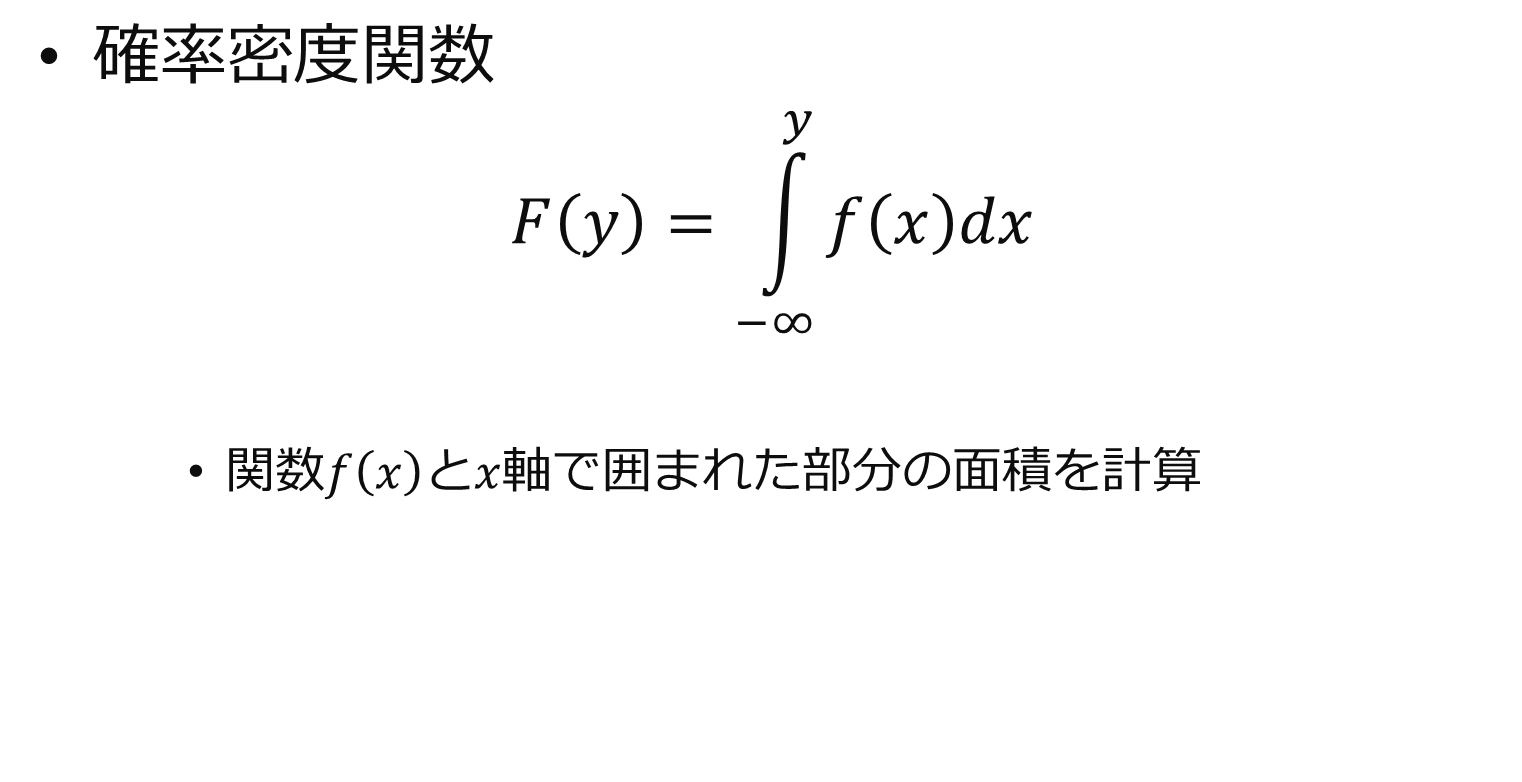 • 確率密度関数
F(y) = ∫_{-∞}^{y} f(x)dx
• 関数f(x)とx軸で囲まれた部分の面積を計算